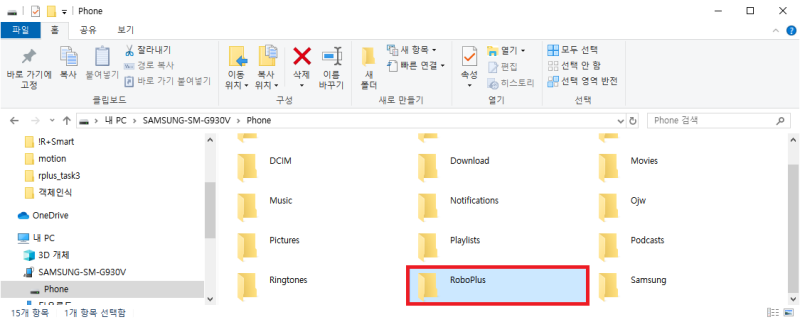 Phone
파일 홈 공유 보기
바로 가기에 고정
복사
붙여넣기
잘라내기
경로 복사
바로 가기 붙여넣기
클립보드
이동 위치
복사 위치
삭제
이름 바꾸기
구성
새 폴더
새 항목
빠른 연결
새로 만들기
속성
열기
편집
히스토리
열기
모두 선택
선택 안 함
선택 영역 반전
선택
내 PC > SAMSUNG-SM-G930V > Phone
Phone 검색
!R+Smart
motion
rplus_task3
객체인식
OneDrive
내 PC
3D 개체
SAMSUNG-SM-G930V
Phone
DCIM Download Movies
Music Notifications Ojw
Pictures Playlists Podcasts
Ringtones RoboPlus Samsung
15개 항목 1개 항목 선택함